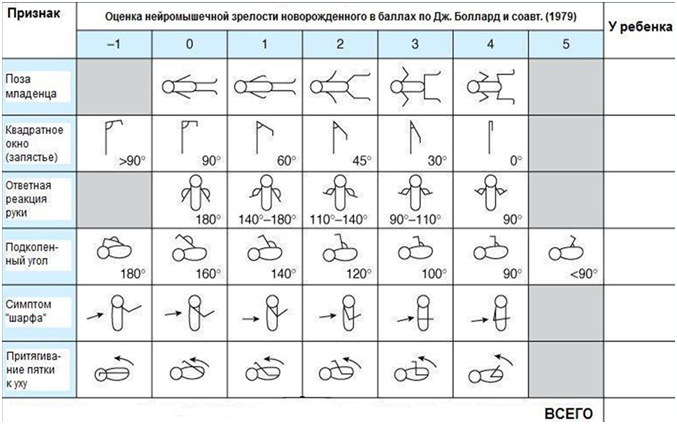 Признак
Оценка нейромышечной зрелости новорожденного в баллах по Дж. Боллард и соавт. (1979)
У ребенка
–1 0 1 2 3 4 5
Поза
младенца
Квадратное
окно
(запястье)
>90° 90° 60° 45° 30° 0°
Ответная
реакция
руки
180° 140°–180° 110°–140° 90°–110° 90°
Подколен-
ный угол
180° 160° 140° 120° 100° 90° <90°
Симптом
"шарфа"
Притягива-
ние пятки
к уху
ВСЕГО